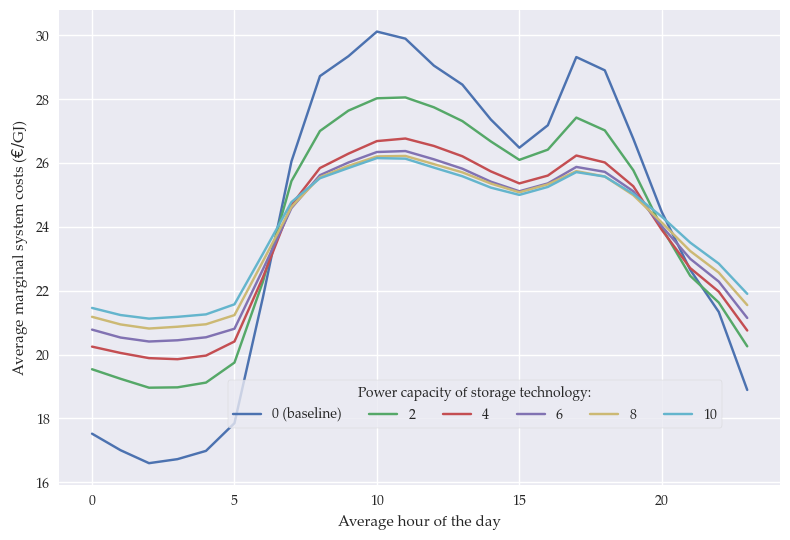 30
28
26
24
22
20
18
16
Average marginal system costs (€/GJ)
Power capacity of storage technology:
0 (baseline) 2 4 6 8 10
0 5 10 15 20
Average hour of the day